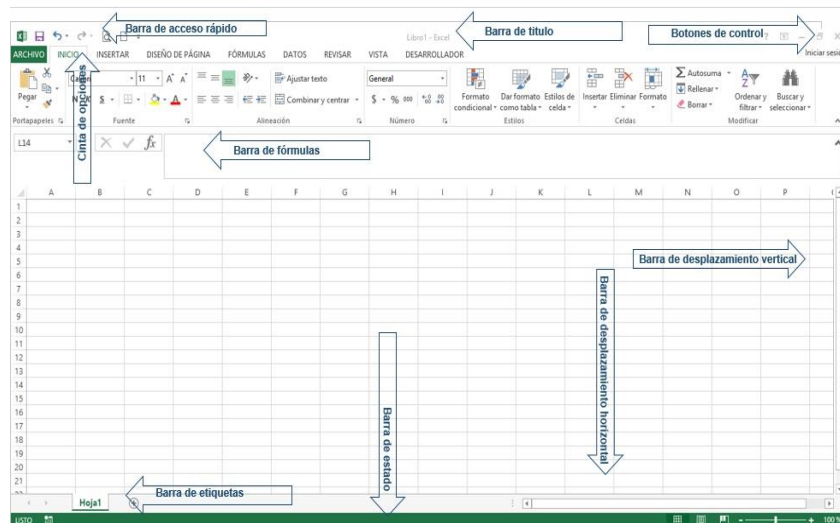 Barra de acceso rápido
Libro1 - Excel
Barra de titulo
Botones de control
?
ARCHIVO INICIO INSERTAR DISEÑO DE PÁGINA FÓRMULAS DATOS REVISAR VISTA DESARROLLADOR
Iniciar sesi
Cinta de opciones
Pegar
11 A A
Ajustar texto
General
Formato condicional
Dar formato como tabla
Estilos de celda
Insertar Eliminar Formato
Autosuma
Rellenar
Borrar
Ordenar y filtrar
Buscar y seleccionar
N K S
Combinar y centrar
$ % 000
Portapapeles Fuente Alineación Número Estilos Celdas Modificar
L14
fx
Barra de fórmulas
A B C D E F G H I J K L M N O P
1
2
3
4
5
Barra de desplazamiento vertical
6
7
8
9
10
11
12
13
14
15
16
17
18
19
20
21
Barra de desplazamiento horizontal
Barra de estado
Hoja1
Barra de etiquetas
LISTO
100%